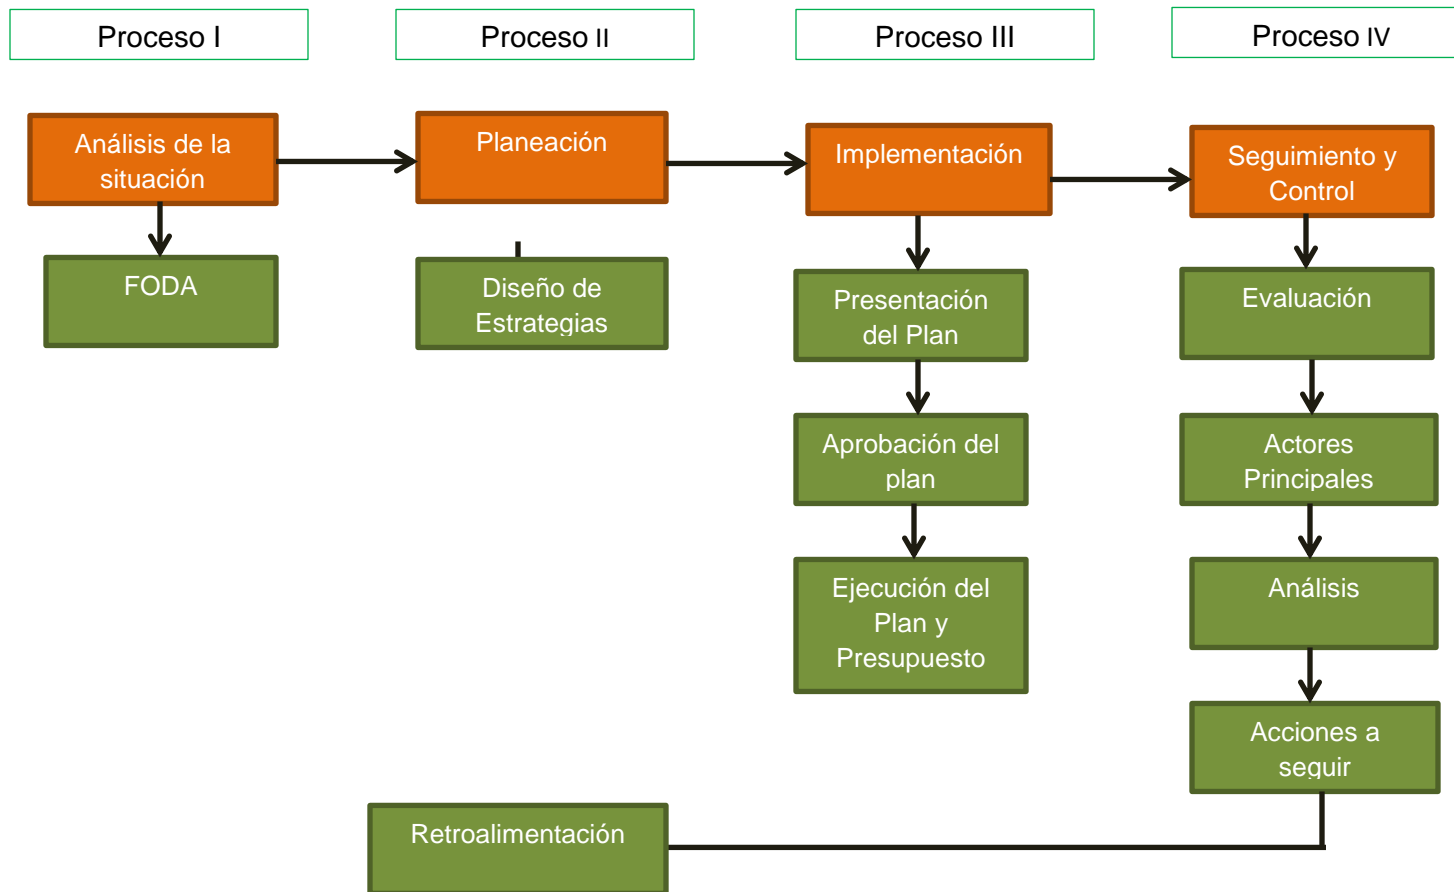 Proceso I
Proceso II
Proceso III
Proceso IV
Análisis de la
situación
Planeación
Implementación
Seguimiento y
Control
FODA
Diseño de
Estrategias
Presentación
del Plan
Evaluación
Aprobación del
plan
Actores
Principales
Ejecución del
Plan y
Presupuesto
Análisis
Acciones a
seguir
Retroalimentación